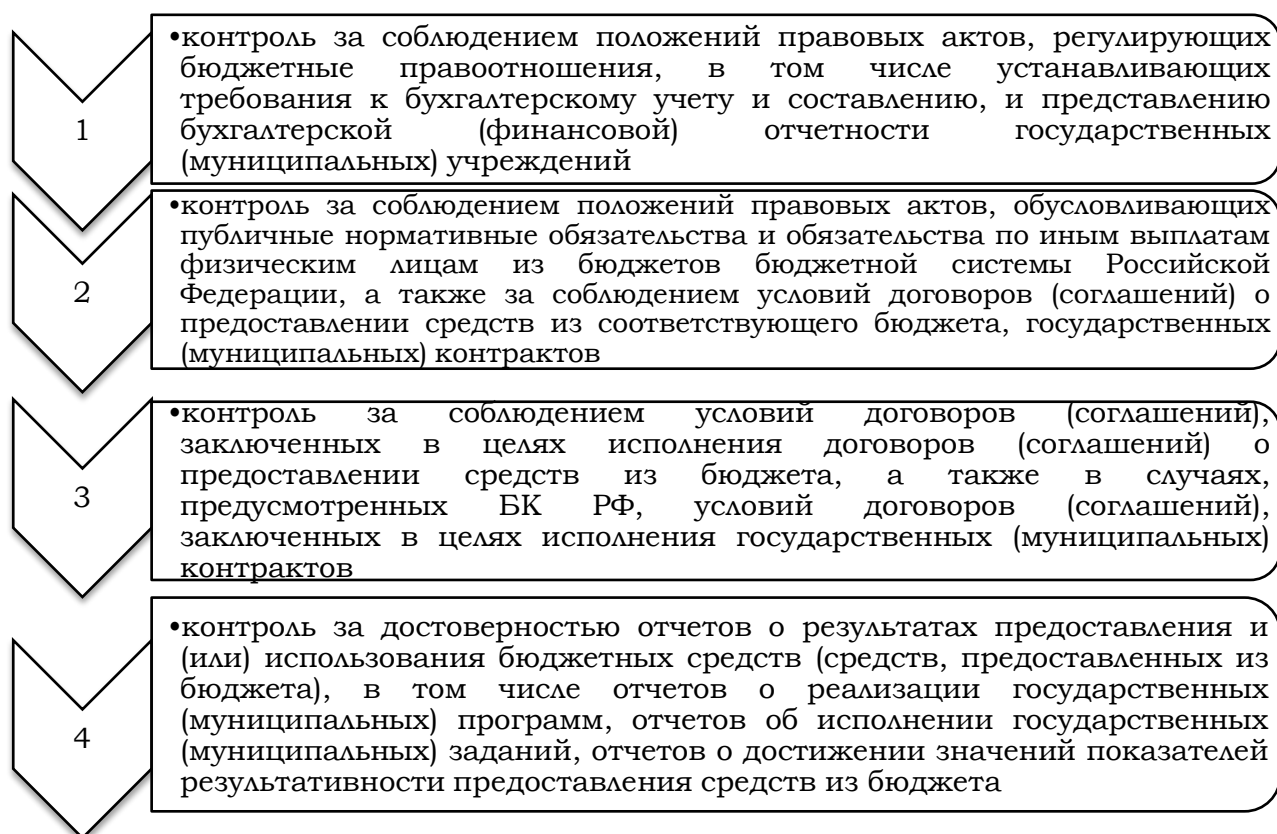 1
•контроль за соблюдением положений правовых актов, регулирующих
бюджетные правоотношения, в том числе устанавливающих
требования к бухгалтерскому учету и составлению, и представлению
бухгалтерской (финансовой) отчетности государственных
(муниципальных) учреждений
2
•контроль за соблюдением положений правовых актов, обусловливающих
публичные нормативные обязательства и обязательства по иным выплатам
физическим лицам из бюджетов бюджетной системы Российской
Федерации, а также за соблюдением условий договоров (соглашений) о
предоставлении средств из соответствующего бюджета, государственных
(муниципальных) контрактов
3
•контроль за соблюдением условий договоров (соглашений),
заключенных в целях исполнения договоров (соглашений) о
предоставлении средств из бюджета, а также в случаях,
предусмотренных БК РФ, условий договоров (соглашений),
заключенных в целях исполнения государственных (муниципальных)
контрактов
4
•контроль за достоверностью отчетов о результатах предоставления и
(или) использования бюджетных средств (средств, предоставленных из
бюджета), в том числе отчетов о реализации государственных
(муниципальных) программ, отчетов об исполнении государственных
(муниципальных) заданий, отчетов о достижении значений показателей
результативности предоставления средств из бюджета